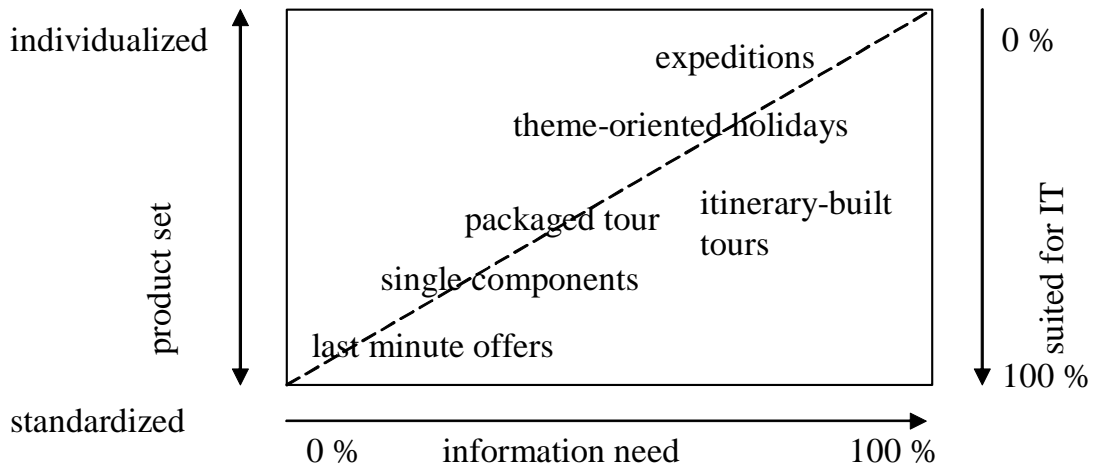 individualized
0 %
expeditions
theme-oriented holidays
itinerary-built
tours
packaged tour
product set
suited for IT
single components
last minute offers
100 %
standardized
0 %
information need
100 %